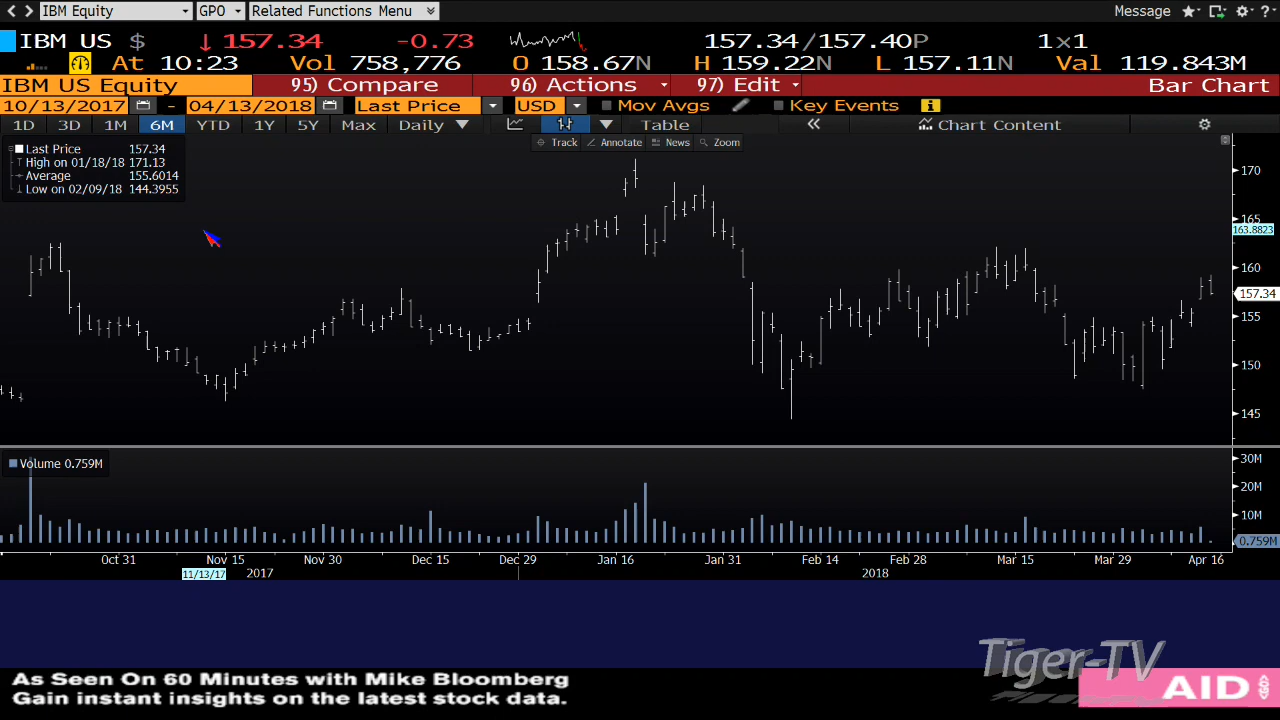 IBM Equity GPO Related Functions Menu Message ?
IBM US $ ↓ 157.34 -0.73 157.34/157.40P 1x1
At 10:23 Vol 758,776 O 158.67N H 159.22N L 157.11N Val 119.843M
IBM US Equity 95) Compare 96) Actions 97) Edit Bar Chart
10/13/2017 - 04/13/2018 Last Price USD Mov Avgs Key Events i
1D 3D 1M 6M YTD 1Y 5Y Max Daily ▼ Table « Chart Content
Track Annotate News Zoom
Last Price 157.34
High on 01/18/18 171.13
Average 155.6014
Low on 02/09/18 144.3955
170
165
163.8823
160
157.34
155
150
145
Volume 0.759M
30M
20M
10M
0.759M
Oct 31 Nov 15 Nov 30 Dec 15 Dec 29 Jan 16 Jan 31 Feb 14 Feb 28 Mar 15 Mar 29 Apr 16
11/13/17 2017 2018
Tiger-TV
As Seen On 60 Minutes with Mike Bloomberg
Gain instant insights on the latest stock data.
AID